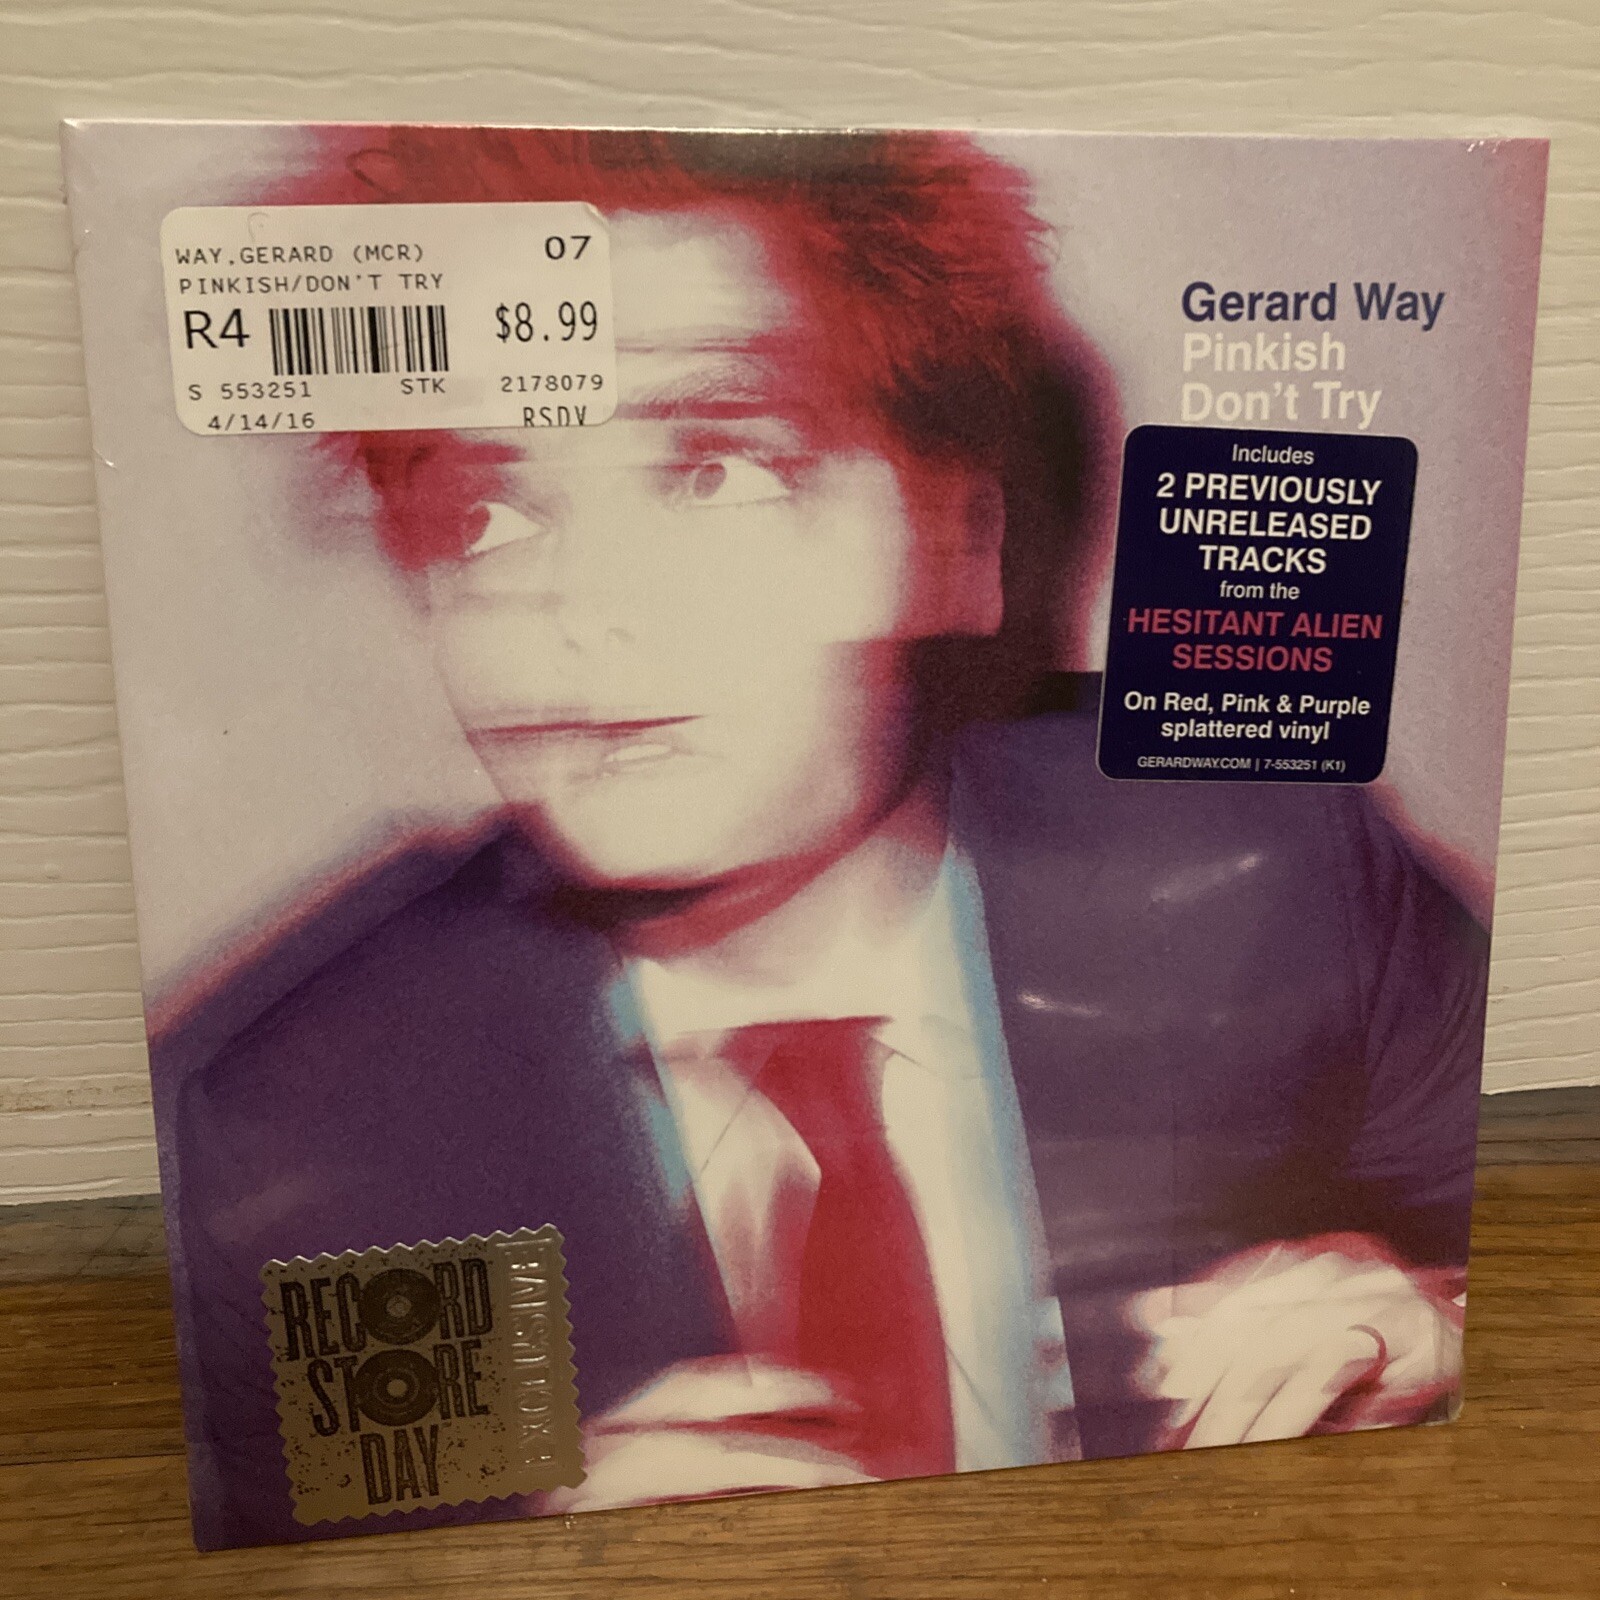 WAY,GERARD (MCR) 07
PINKISH/DON'T TRY
R4 $8.99
S 553251 STK 2178079
4/14/16 RSDV
Gerard Way
Pinkish
Don't Try
Includes
2 PREVIOUSLY
UNRELEASED
TRACKS
from the
HESITANT ALIEN
SESSIONS
On Red, Pink & Purple
splattered vinyl
GERARDWAY.COM | 7-553251 (K1)
RECORD
STORE
DAY